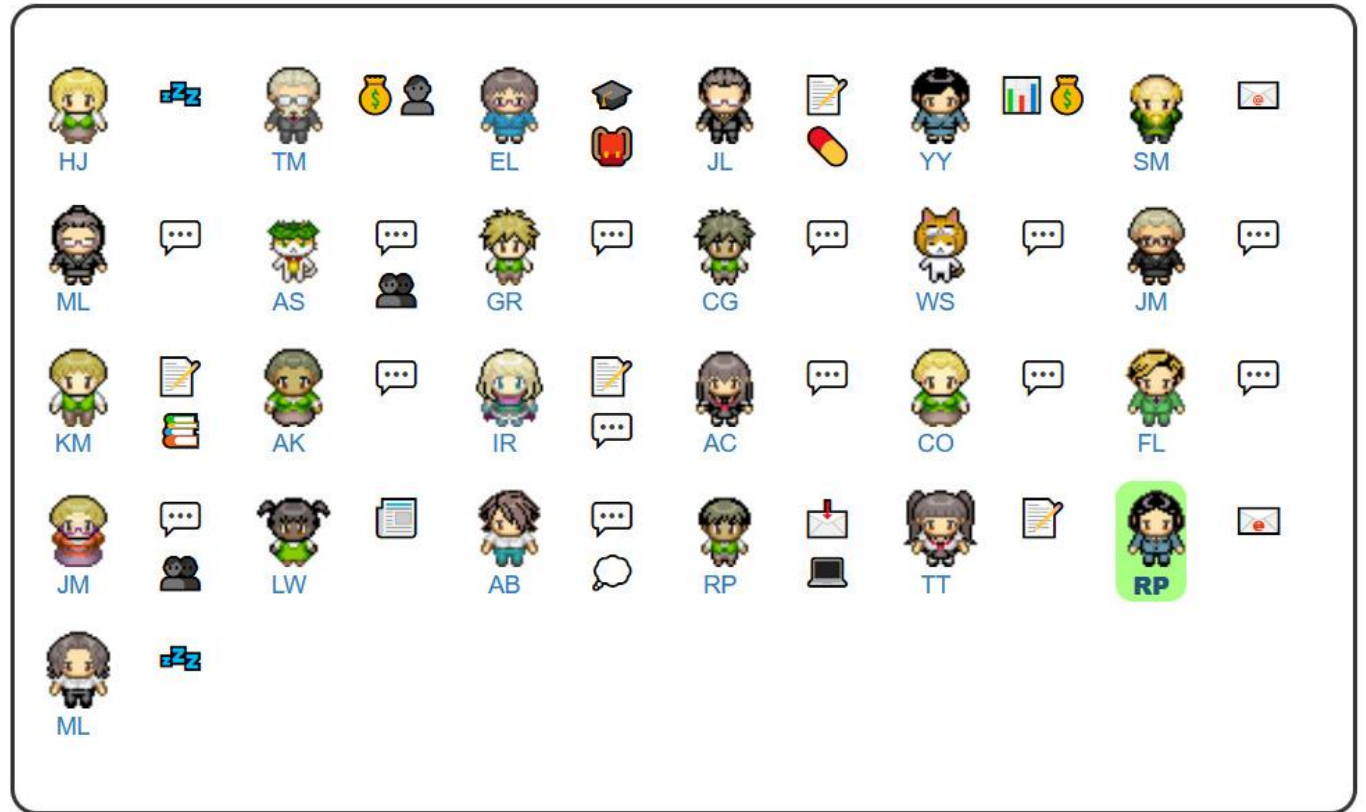 HJ TM EL JL YY SM
ML AS GR CG WS JM
KM AK IR AC CO FL
JM LW AB RP TT RP
ML